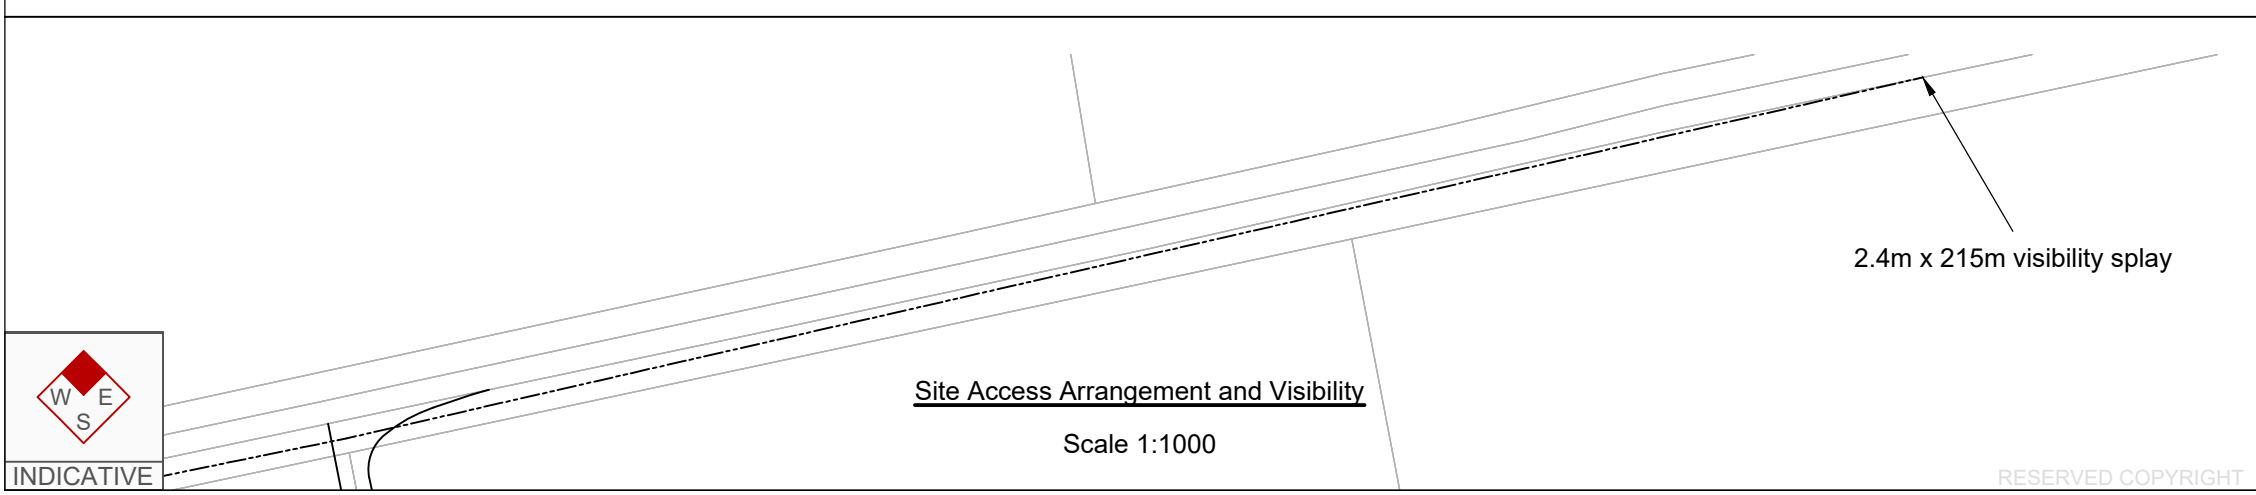 2.4m x 215m visibility splay
W E
S
INDICATIVE
Site Access Arrangement and Visibility
Scale 1:1000
RESERVED COPYRIGHT